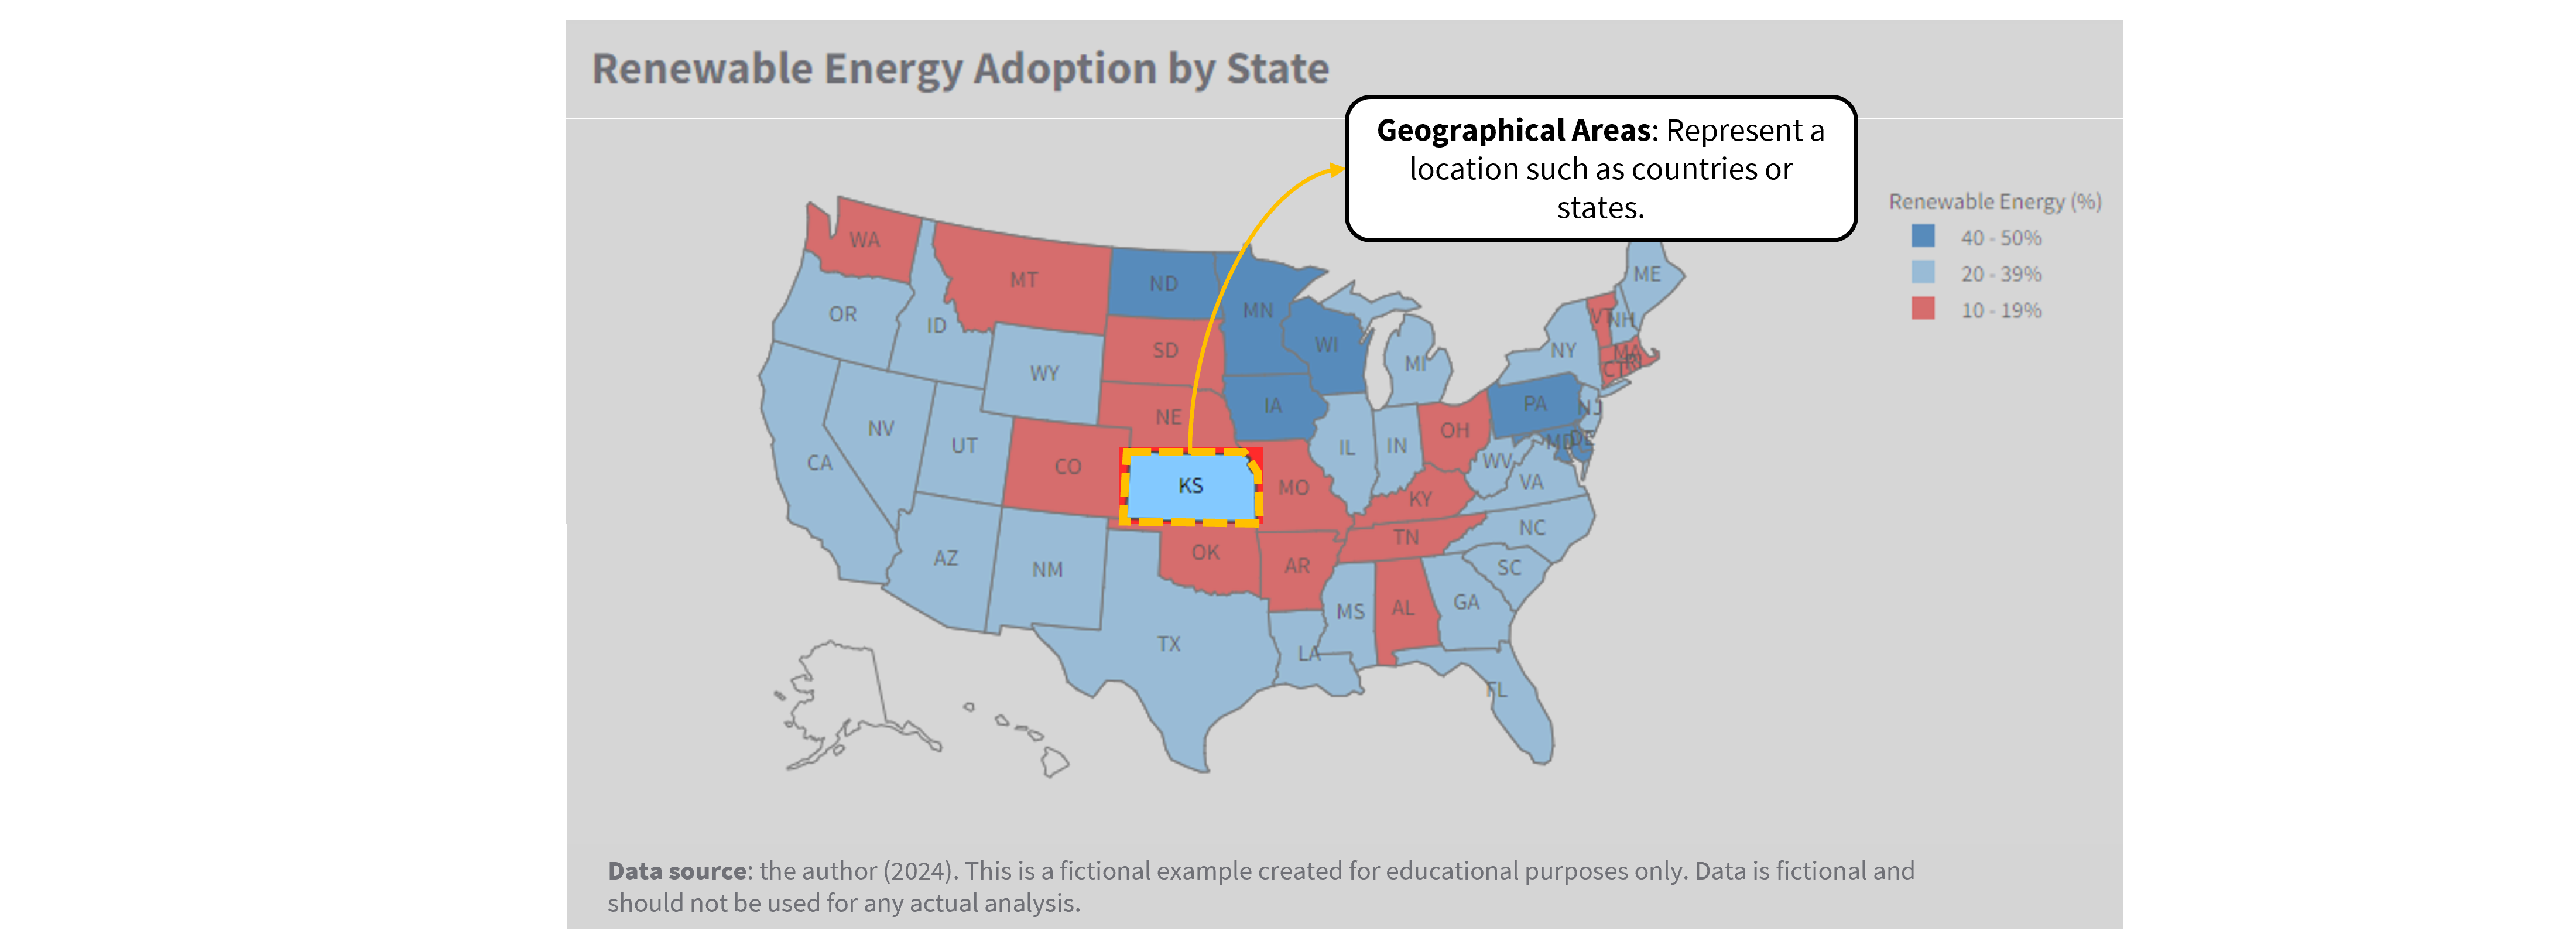 Renewable Energy Adoption by State
Geographical Areas: Represent a
location such as countries or
states.
Renewable Energy (%)
40 - 50%
20 - 39%
10 - 19%
WA
MT
ND
MN
ME
OR
ID
SD
WI
VT
NH
WY
MI
NY
MA
CT
RI
NV
UT
NE
IA
PA
NJ
CA
CO
KS
MO
IL
IN
OH
MD
DE
WV
VA
KY
AZ
NM
OK
AR
TN
NC
SC
TX
LA
MS
AL
GA
FL
Data source: the author (2024). This is a fictional example created for educational purposes only. Data is fictional and
should not be used for any actual analysis.